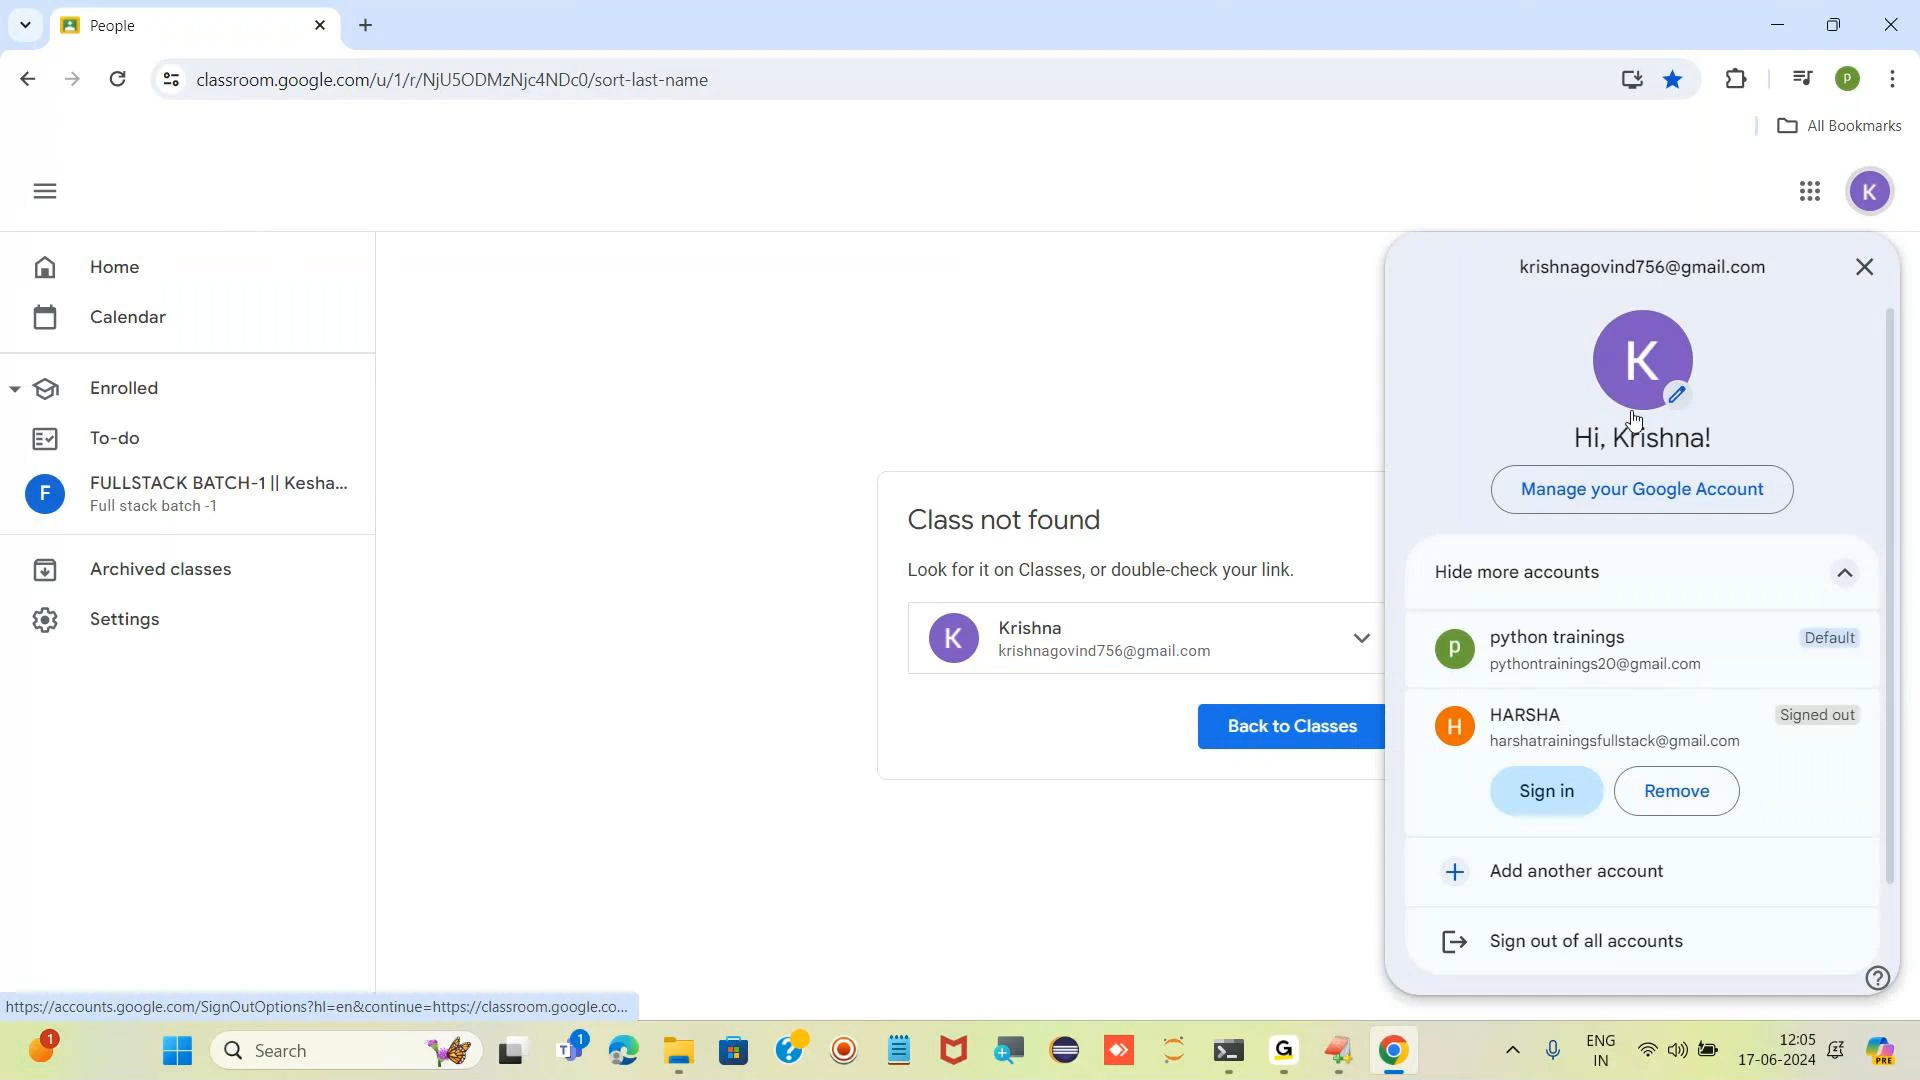 People
classroom.google.com/u/1/r/NjU5ODMzNjc4NDc0/sort-last-name
P
All Bookmarks
K
Home
Calendar
Enrolled
To-do
F
FULLSTACK BATCH-1 || Kesha...
Full stack batch -1
Archived classes
Settings
Class not found
Look for it on Classes, or double-check your link.
K
Krishna
krishnagovind756@gmail.com
Back to Classes
krishnagovind756@gmail.com
K
Hi, Krishna!
Manage your Google Account
Hide more accounts
P
python trainings
Default
pythontrainings20@gmail.com
H
HARSHA
Signed out
harshatrainingsfullstack@gmail.com
Sign in
Remove
Add another account
Sign out of all accounts
https://accounts.google.com/SignOutOptions?hl=en&continue=https://classroom.google.co...
1
Search
1
G
PRE
ENG
IN
12:05
17-06-2024